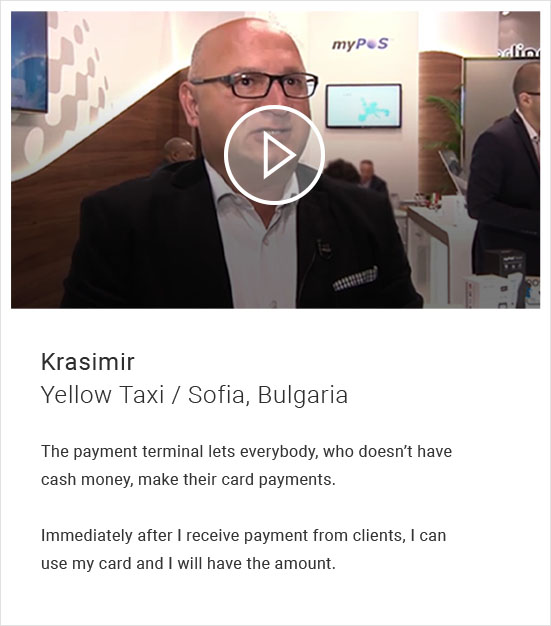 myPOS
Krasimir
Yellow Taxi / Sofia, Bulgaria
The payment terminal lets everybody, who doesn’t have
cash money, make their card payments.
Immediately after I receive payment from clients, I can
use my card and I will have the amount.